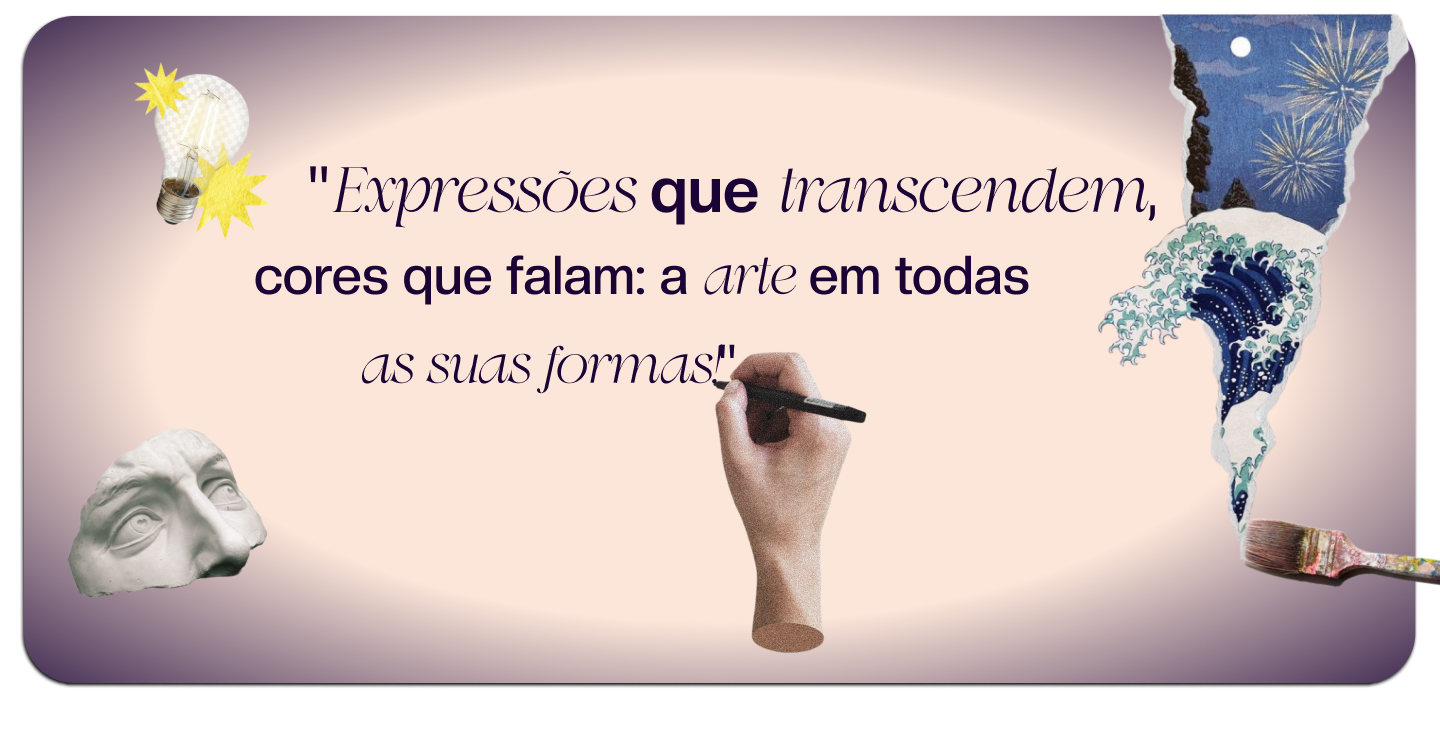 "Expressões que transcendem,
cores que falam: a arte em todas
as suas formas!"